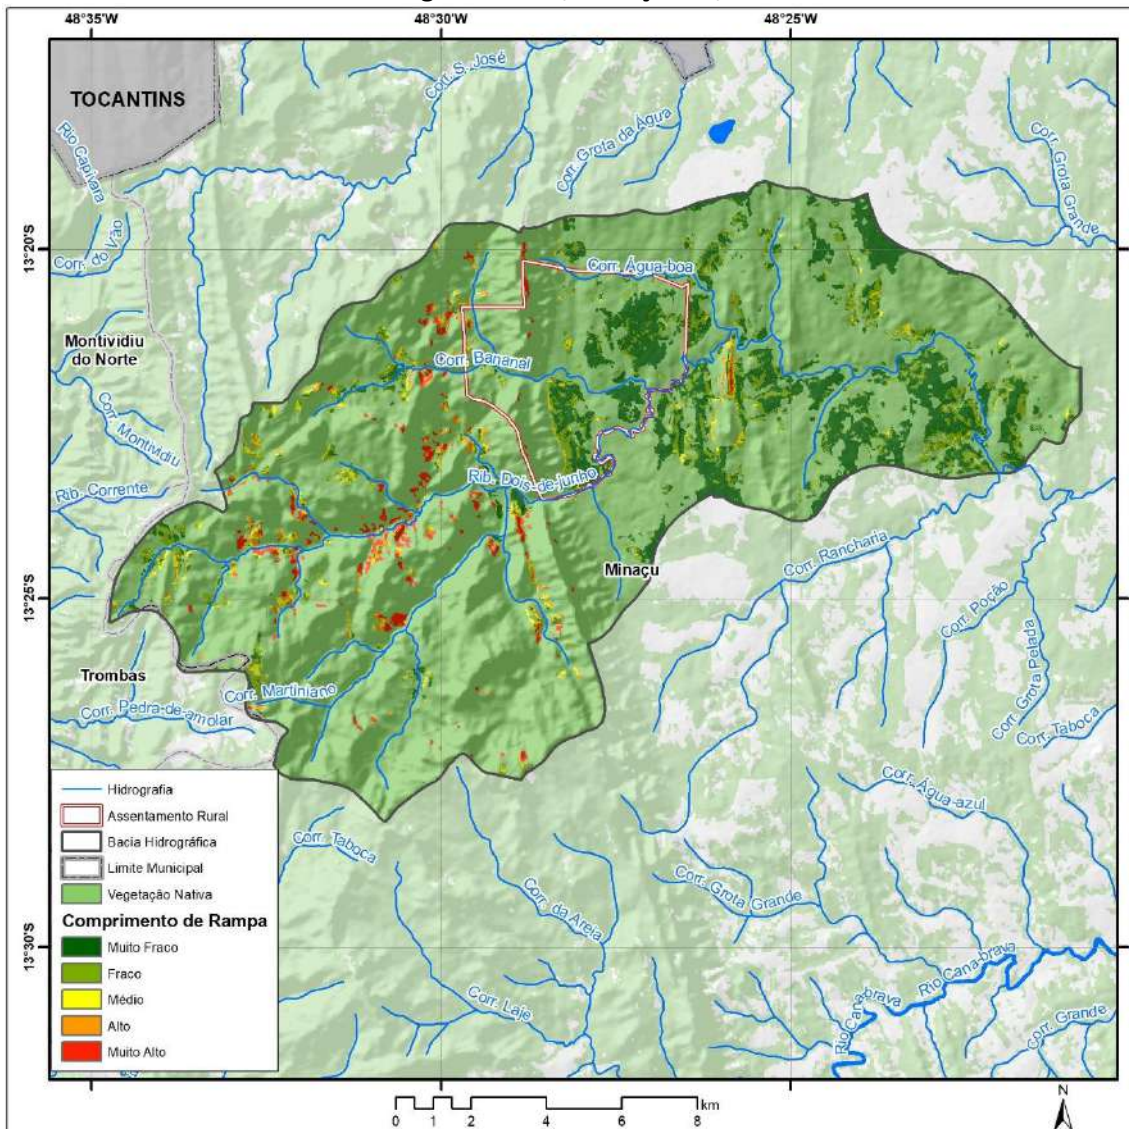 48°35'W
48°30'W
48°25'W
TOCANTINS
Rio Capivara
Corr. S. José
Corr. Grota da Água
Corr. Grota Grande
13°20'S
Corr. do Vão
Corr. Água-boa
Montividiu
do Norte
Corr. Bananal
Corr. Montividiu
Rib. Corrente
Rib. Dois-de-junho
Corr. Rancharia
Minaçu
13°25'S
Corr. Poção
Trombas
Corr. Martiniano
Corr. Pedra-de-amolar
Corr. Grota Pelada
Corr. Taboca
Corr. Água-azul
Hidrografia
Assentamento Rural
Bacia Hidrográfica
Limite Municipal
Vegetação Nativa
Comprimento de Rampa
Muito Fraco
Fraco
Médio
Alto
Muito Alto
Corr. Taboca
Corr. da Areia
Corr. Grota Grande
13°30'S
Corr. Laje
Rio Cana-brava
Rio Cana-brava
Corr. Grande
0 1 2 4 6 8 km
N